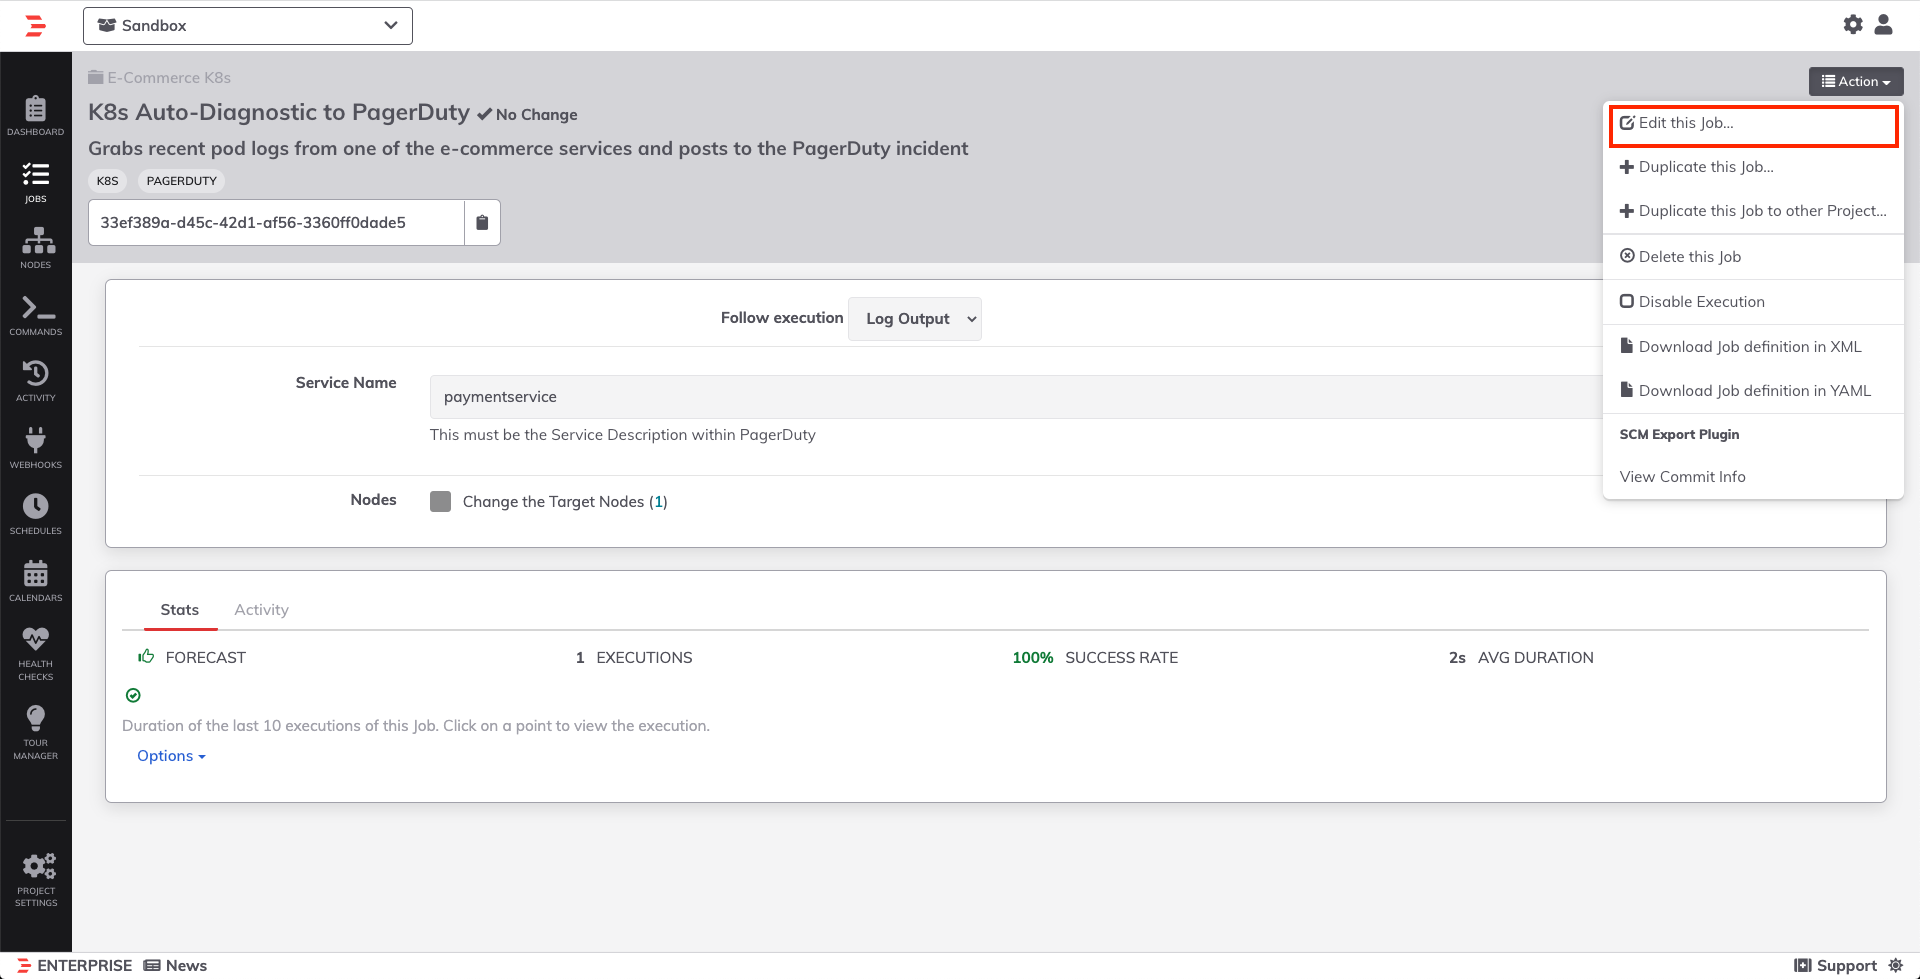 Sandbox
E-Commerce K8s
Action
K8s Auto-Diagnostic to PagerDuty No Change
Grabs recent pod logs from one of the e-commerce services and posts to the PagerDuty incident
K8S PAGERDUTY
33ef389a-d45c-42d1-af56-3360ff0dade5
Edit this Job...
Duplicate this Job...
Duplicate this Job to other Project...
Delete this Job
Disable Execution
Download Job definition in XML
Download Job definition in YAML
SCM Export Plugin
View Commit Info
DASHBOARD
JOBS
NODES
COMMANDS
ACTIVITY
WEBHOOKS
SCHEDULES
CALENDARS
HEALTH
CHECKS
TOUR
MANAGER
PROJECT
SETTINGS
Follow execution Log Output
Service Name paymentservice
This must be the Service Description within PagerDuty
Nodes Change the Target Nodes (1)
Stats Activity
FORECAST 1 EXECUTIONS 100% SUCCESS RATE 2s AVG DURATION
Duration of the last 10 executions of this Job. Click on a point to view the execution.
Options
ENTERPRISE News Support